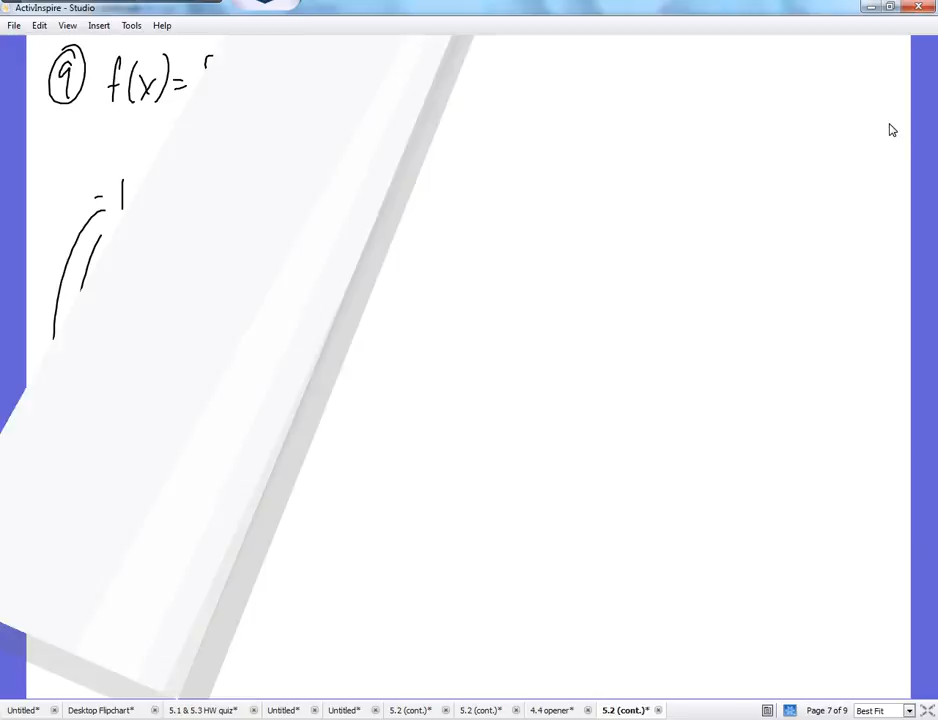 ActivInspire - Studio
File Edit View Insert Tools Help
⑨ f(x)=
= 1
Untitled* Desktop Flipchart* 5.1 & 5.3 HW quiz* Untitled* Untitled* 5.2 (cont.)* 5.2 (cont.)* 4.4 opener* 5.2 (cont.)* Page 7 of 9 Best Fit